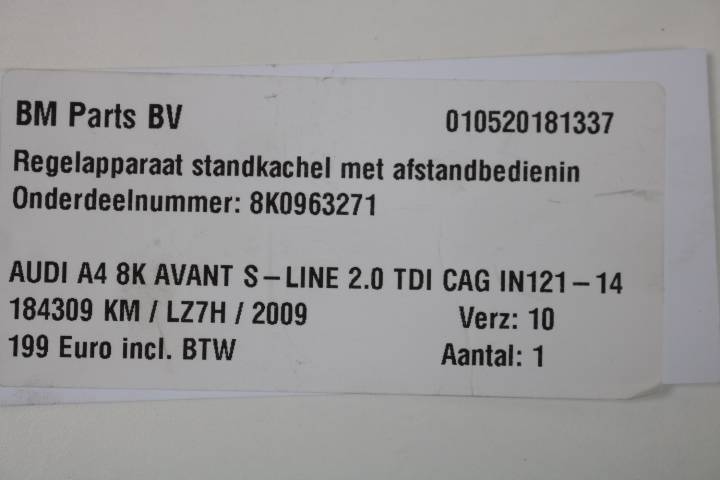 BM Parts BV 010520181337
Regelapparaat standkachel met afstandbedienin
Onderdeelnummer: 8K0963271
AUDI A4 8K AVANT S-LINE 2.0 TDI CAG IN121-14
184309 KM / LZ7H / 2009 Verz: 10
199 Euro incl. BTW Aantal: 1